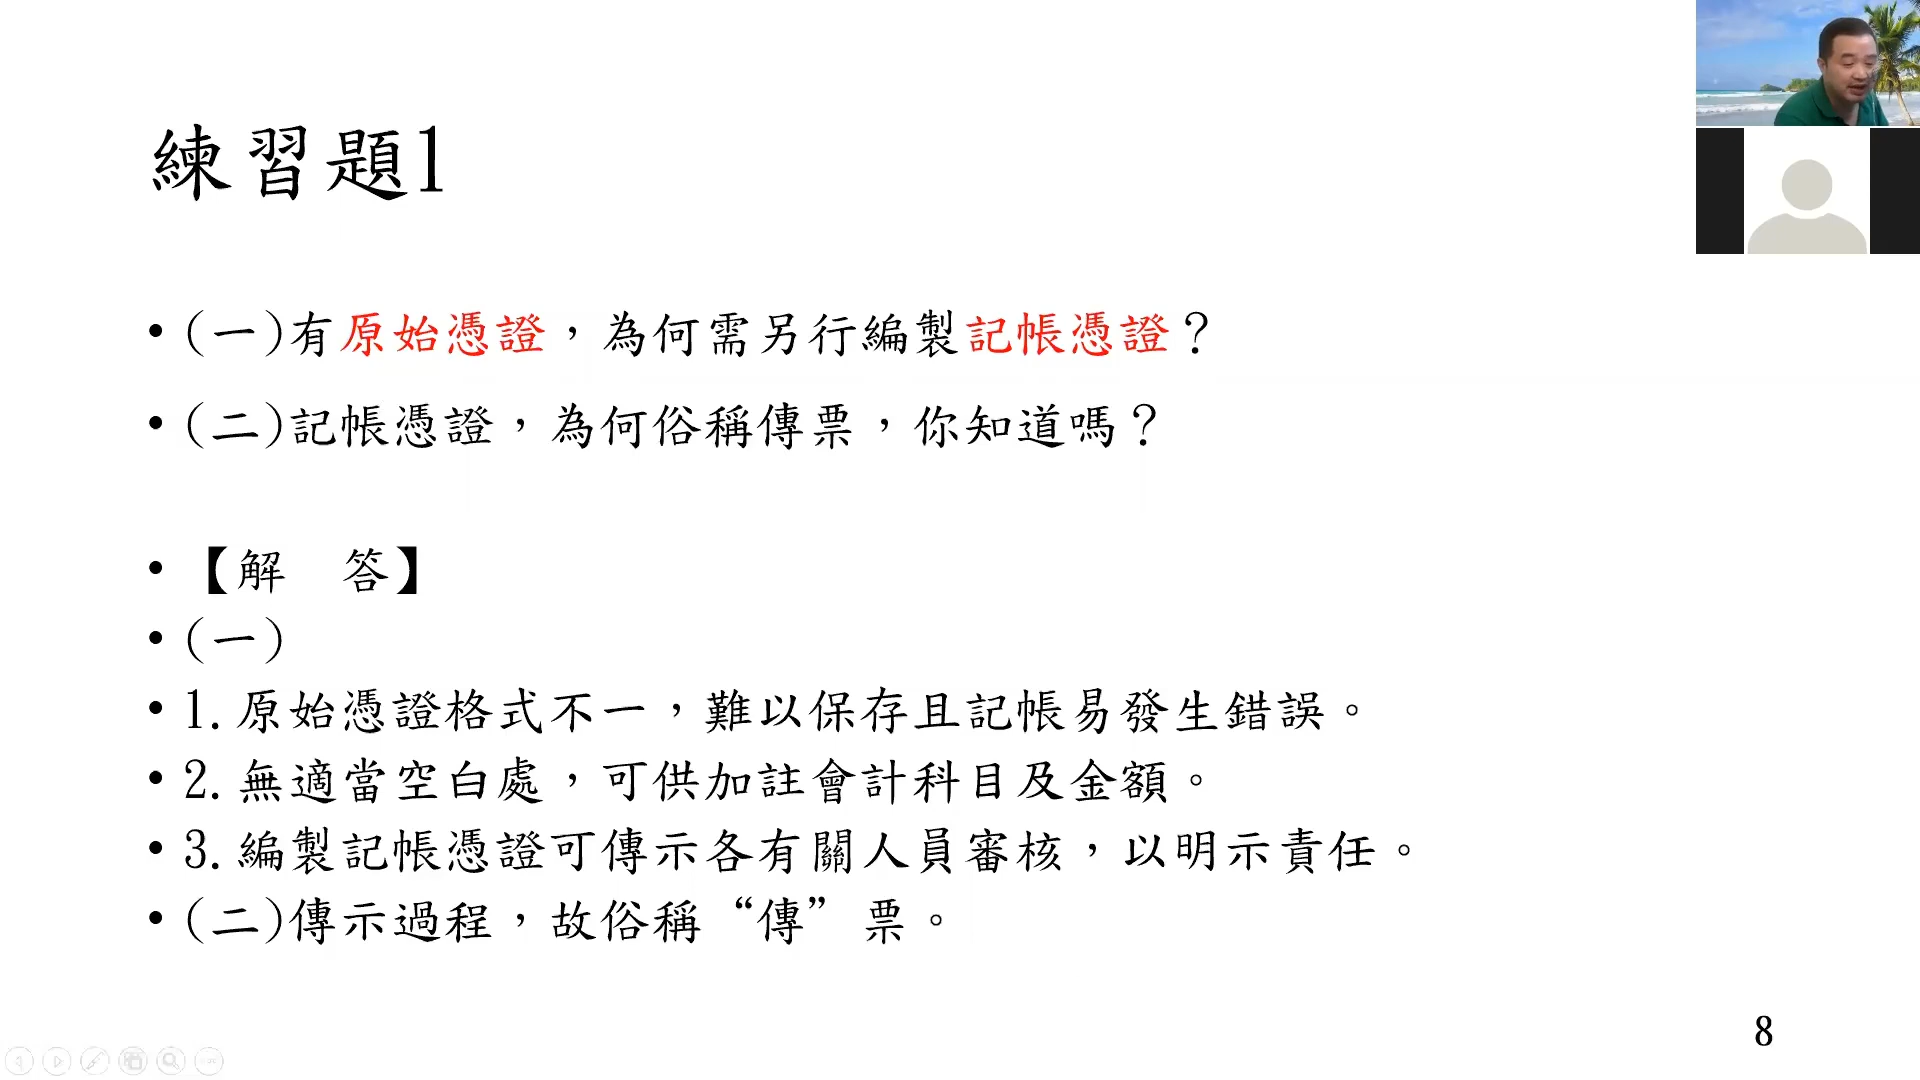 練習題1
• (一)有原始憑證，為何需另行編製記帳憑證？
• (二)記帳憑證，為何俗稱傳票，你知道嗎？
• 【解　答】
• (一)
• 1.原始憑證格式不一，難以保存且記帳易發生錯誤。
• 2.無適當空白處，可供加註會計科目及金額。
• 3.編製記帳憑證可傳示各有關人員審核，以明示責任。
• (二)傳示過程，故俗稱“傳”票。
8